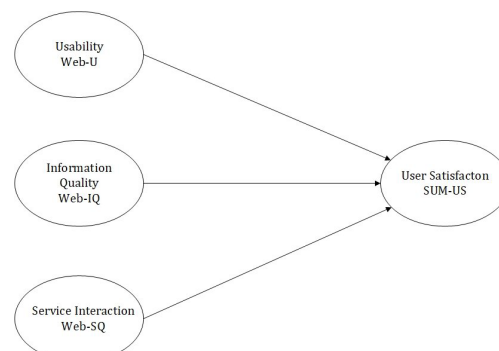 Usability
Web-U
Information
Quality
Web-IQ
User Satisfacton
SUM-US
Service Interaction
Web-SQ